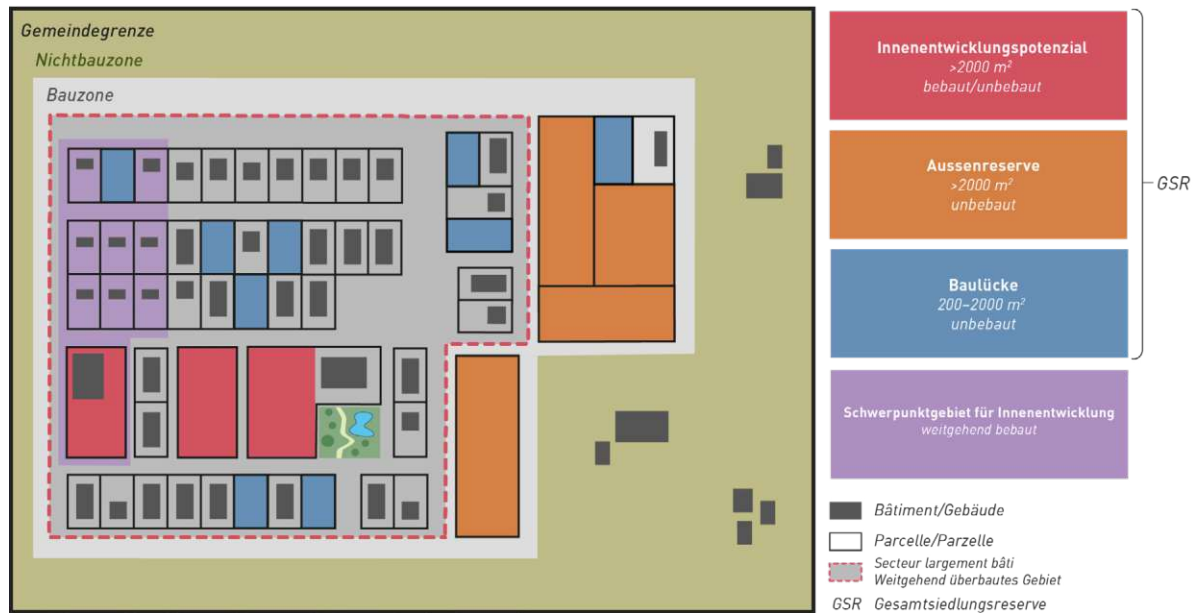 Gemeindegrenze
Nichtbauzone
Bauzone
Innenentwicklungspotenzial
>2000 m²
bebaut/unbebaut
Aussenreserve
>2000 m²
unbebaut
GSR
Baulücke
200–2000 m²
unbebaut
Schwerpunktgebiet für Innenentwicklung
weitgehend bebaut
Bâtiment/Gebäude
Parcelle/Parzelle
Secteur largement bâti
Weitgehend überbautes Gebiet
GSR Gesamtsiedlungsreserve